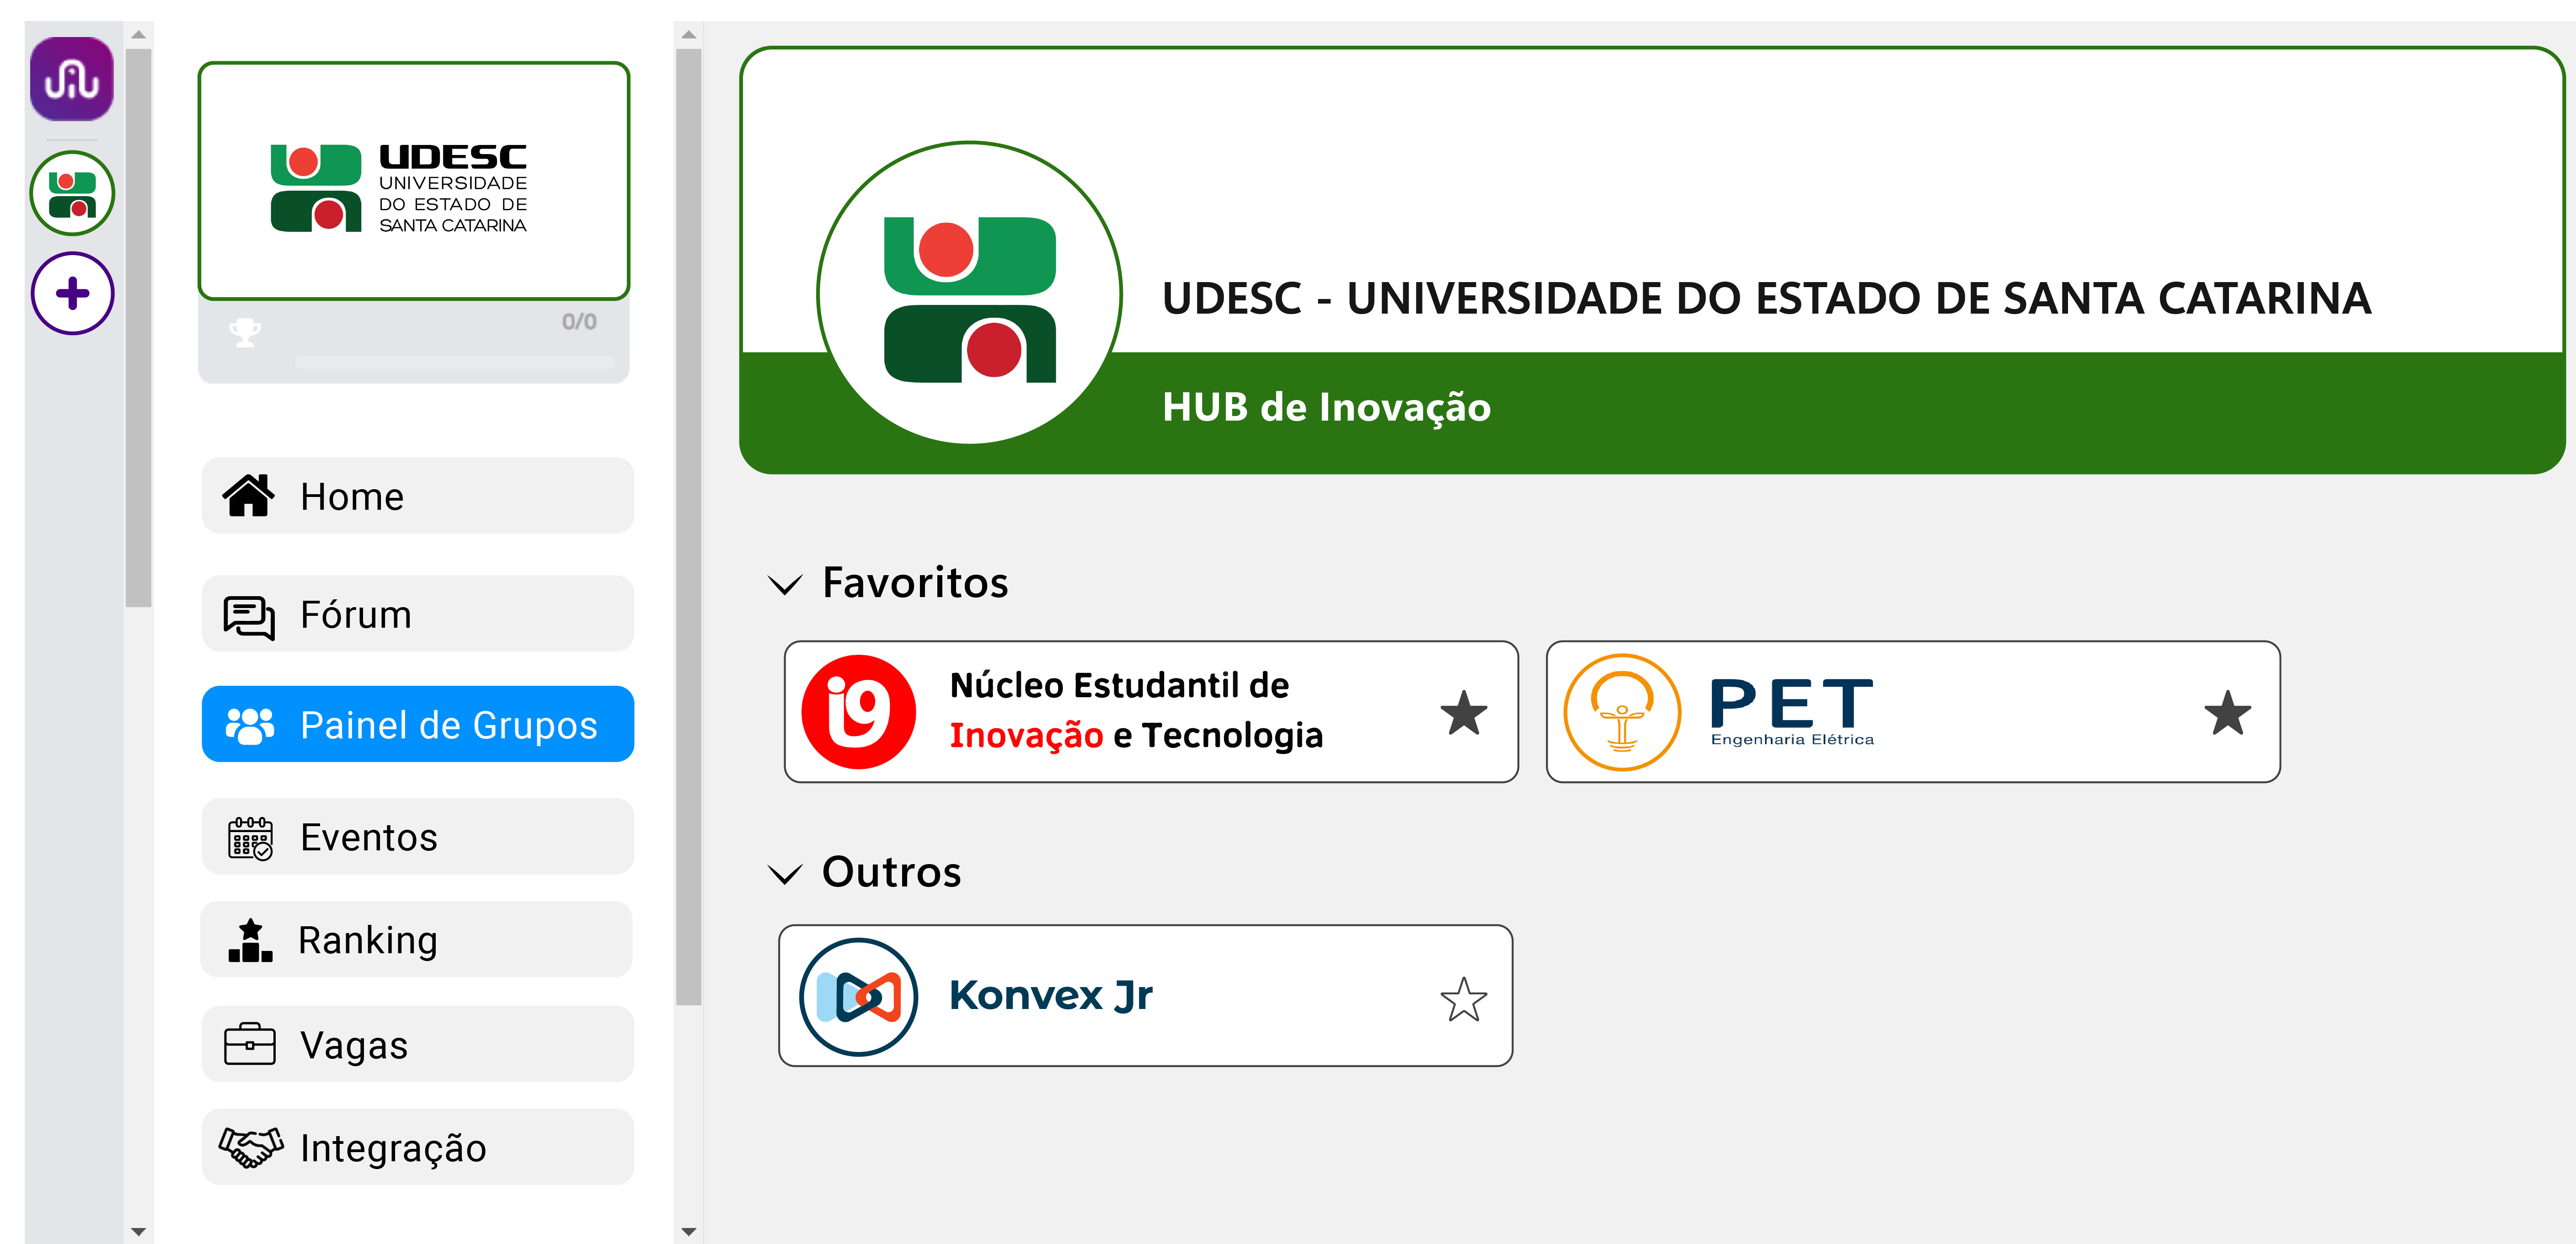 UDESC
UNIVERSIDADE
DO ESTADO DE
SANTA CATARINA
0/0
Home
Fórum
Painel de Grupos
Eventos
Ranking
Vagas
Integração
UDESC - UNIVERSIDADE DO ESTADO DE SANTA CATARINA
HUB de Inovação
Favoritos
i9
Núcleo Estudantil de
Inovação e Tecnologia
PET
Engenharia Elétrica
Outros
Konvex Jr